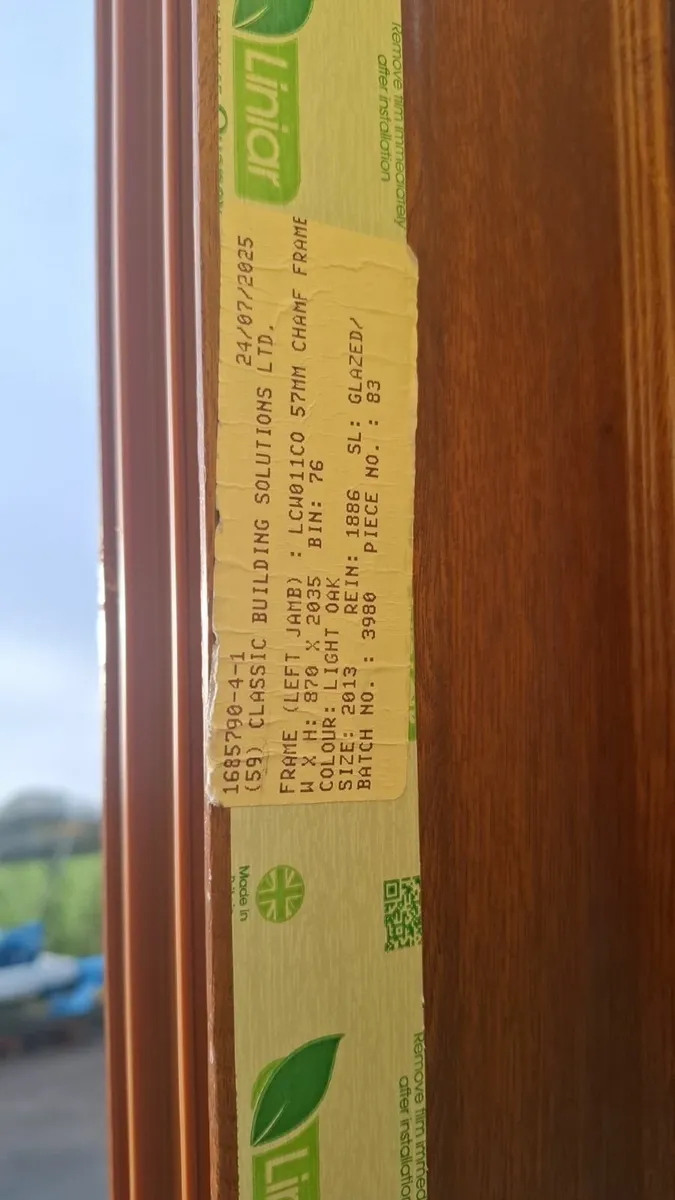 Liniar
Remove film immediately
after installation
1685790-4-1 24/07/2025
(59) CLASSIC BUILDING SOLUTIONS LTD.
FRAME (LEFT JAMB) : LCW011CO 57MM CHAMF FRAME
W X H: 870 X 2035 BIN: 76
COLOUR: LIGHT OAK
SIZE: 2013 REIN: 1886 SL: GLAZED/
BATCH NO. : 3980 PIECE NO. : 83
Made in
Remove film immed
after installatio
Lin